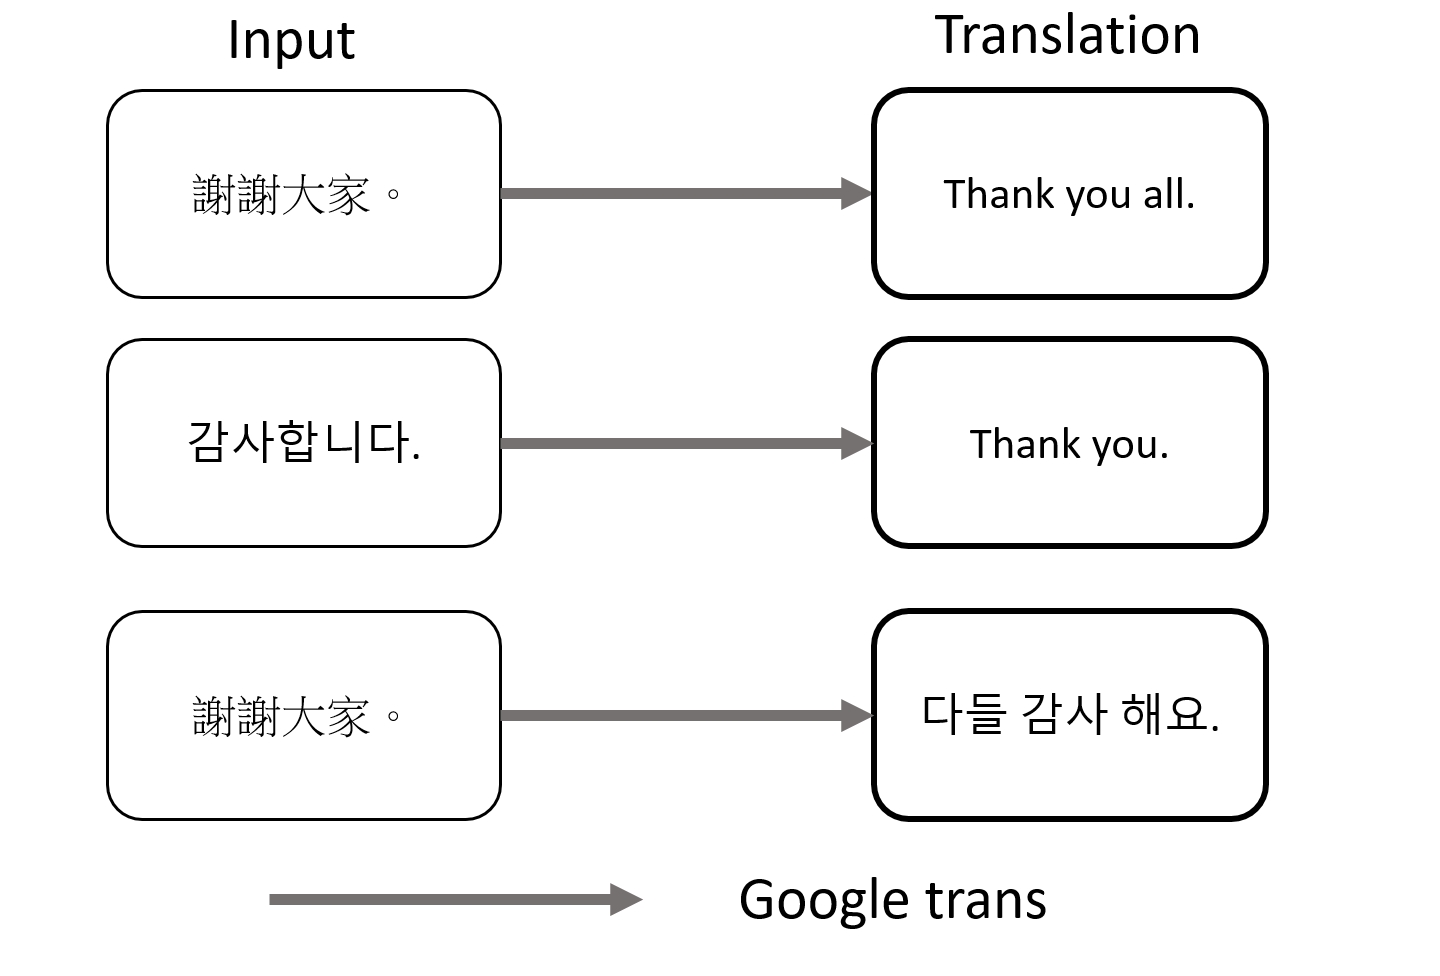 Input
Translation
謝謝大家。
Thank you all.
감사합니다.
Thank you.
謝謝大家。
다들 감사 해요.
Google trans